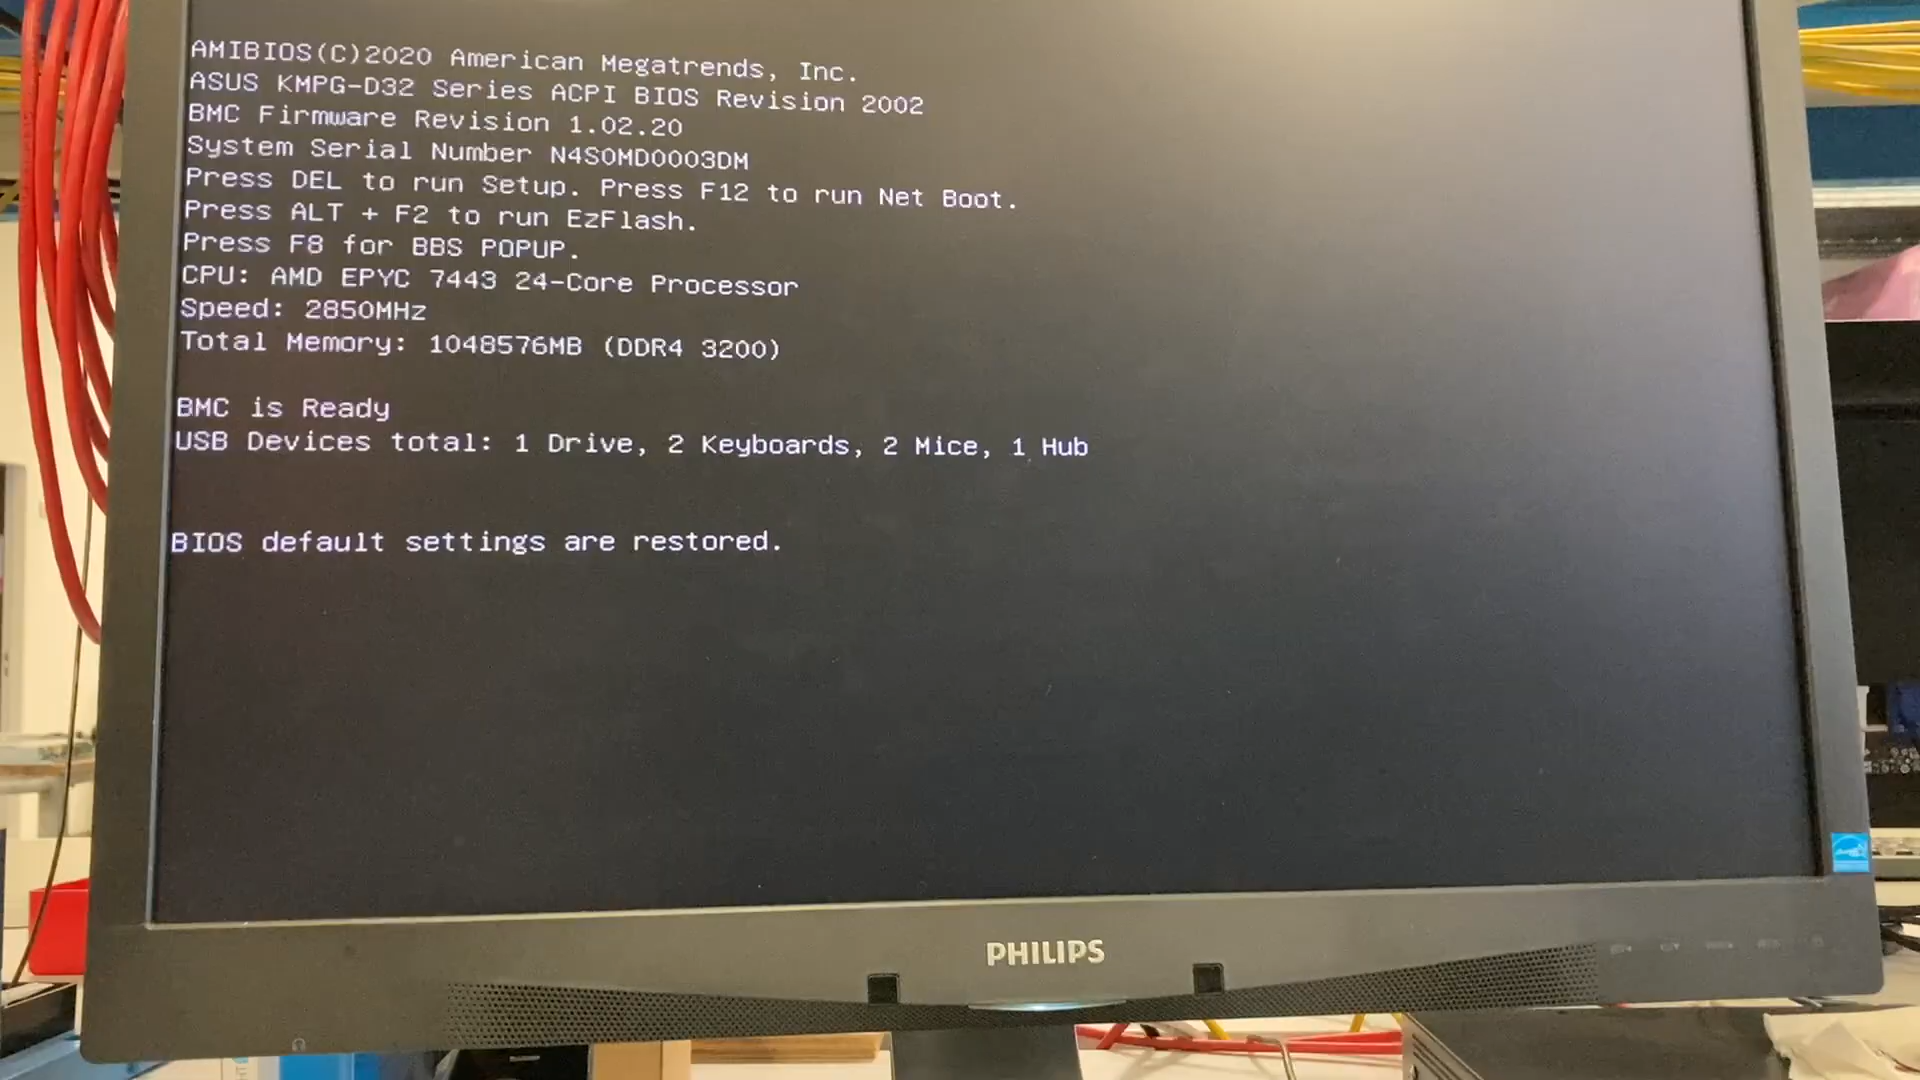 AMIBIOS(C)2020 American Megatrends, Inc.
ASUS KMPG-D32 Series ACPI BIOS Revision 2002
BMC Firmware Revision 1.02.20
System Serial Number N4S0MD0003DM
Press DEL to run Setup. Press F12 to run Net Boot.
Press ALT + F2 to run EzFlash.
Press F8 for BBS POPUP.
CPU: AMD EPYC 7443 24-Core Processor
Speed: 2850MHz
Total Memory: 1048576MB (DDR4 3200)
BMC is Ready
USB Devices total: 1 Drive, 2 Keyboards, 2 Mice, 1 Hub
BIOS default settings are restored.
PHILIPS